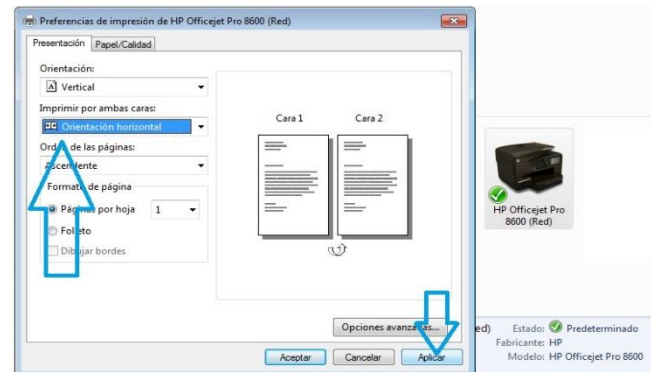 Preferencias de impresión de HP Officejet Pro 8600 (Red)
Presentación
Papel/Calidad
Orientación:
Vertical
Imprimir por ambas caras:
Orientación horizontal
Orden de las páginas:
Ascendente
Formato de página
Páginas por hoja 1
Folleto
Dibujar bordes
Cara 1
Cara 2
Opciones avanzadas...
Aceptar
Cancelar
Aplicar
HP Officejet Pro
8600 (Red)
ed) Estado: Predeterminado
Fabricante: HP
Modelo: HP Officejet Pro 8600